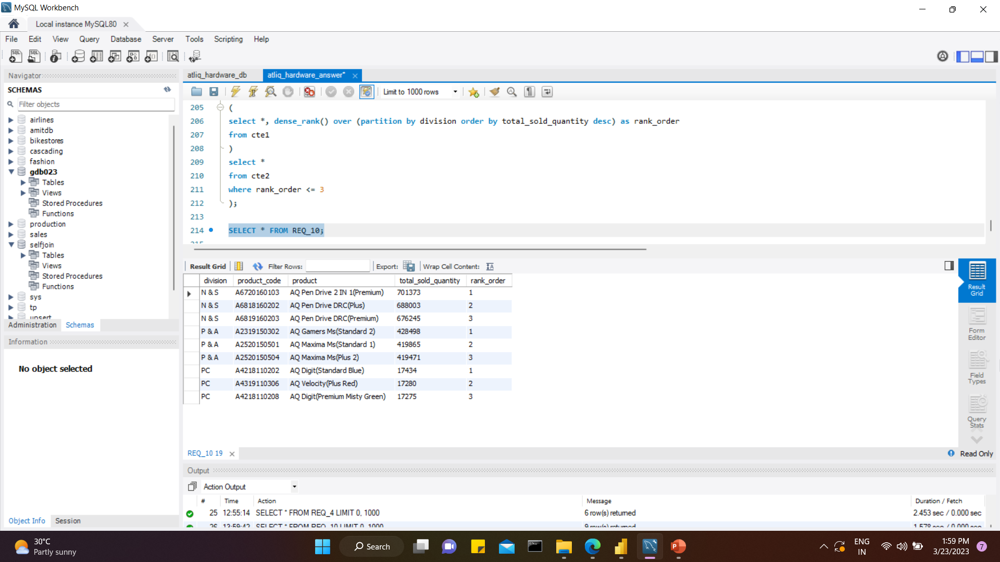 MySQL Workbench
Local instance MySQL80
File Edit View Query Database Server Tools Scripting Help
Navigator
SCHEMAS
Filter objects
airlines
amitdb
bikestores
cascading
fashion
gdb023
Tables
Views
Stored Procedures
Functions
production
sales
selfjoin
Tables
Views
Stored Procedures
Functions
sys
tp
upsert
Administration Schemas
Information
No object selected
Object Info Session
atliq_hardware_db atliq_hardware_answer*
Limit to 1000 rows
205 (
206 select *, dense_rank() over (partition by division order by total_sold_quantity desc) as rank_order
207 from cte1
208 )
209 select *
210 from cte2
211 where rank_order <= 3
212 );
213
214 SELECT * FROM REQ_10;
215
Result Grid Filter Rows: Export: Wrap Cell Content:
division product_code product total_sold_quantity rank_order
N & S A6720160103 AQ Pen Drive 2 IN 1(Premium) 701373 1
N & S A6818160202 AQ Pen Drive DRC(Plus) 688003 2
N & S A6819160203 AQ Pen Drive DRC(Premium) 676245 3
P & A A2319150302 AQ Gamers Ms(Standard 2) 428498 1
P & A A2520150501 AQ Maxima Ms(Standard 1) 419865 2
P & A A2520150504 AQ Maxima Ms(Plus 2) 419471 3
PC A4218110202 AQ Digit(Standard Blue) 17434 1
PC A4319110306 AQ Velocity(Plus Red) 17280 2
PC A4218110208 AQ Digit(Premium Misty Green) 17275 3
Result
Grid
Form
Editor
Field
Types
Query
Stats
REQ_10 19
Read Only
Output
Action Output
# Time Action Message Duration / Fetch
25 12:55:14 SELECT * FROM REQ_4 LIMIT 0, 1000 6 row(s) returned 2.453 sec / 0.000 sec
26 13:59:42 SELECT * FROM REQ_10 LIMIT 0, 1000 9 row(s) returned 1.578 sec / 0.000 sec
30°C
Partly sunny
Search
ENG
IN
1:59 PM
3/23/2023
7